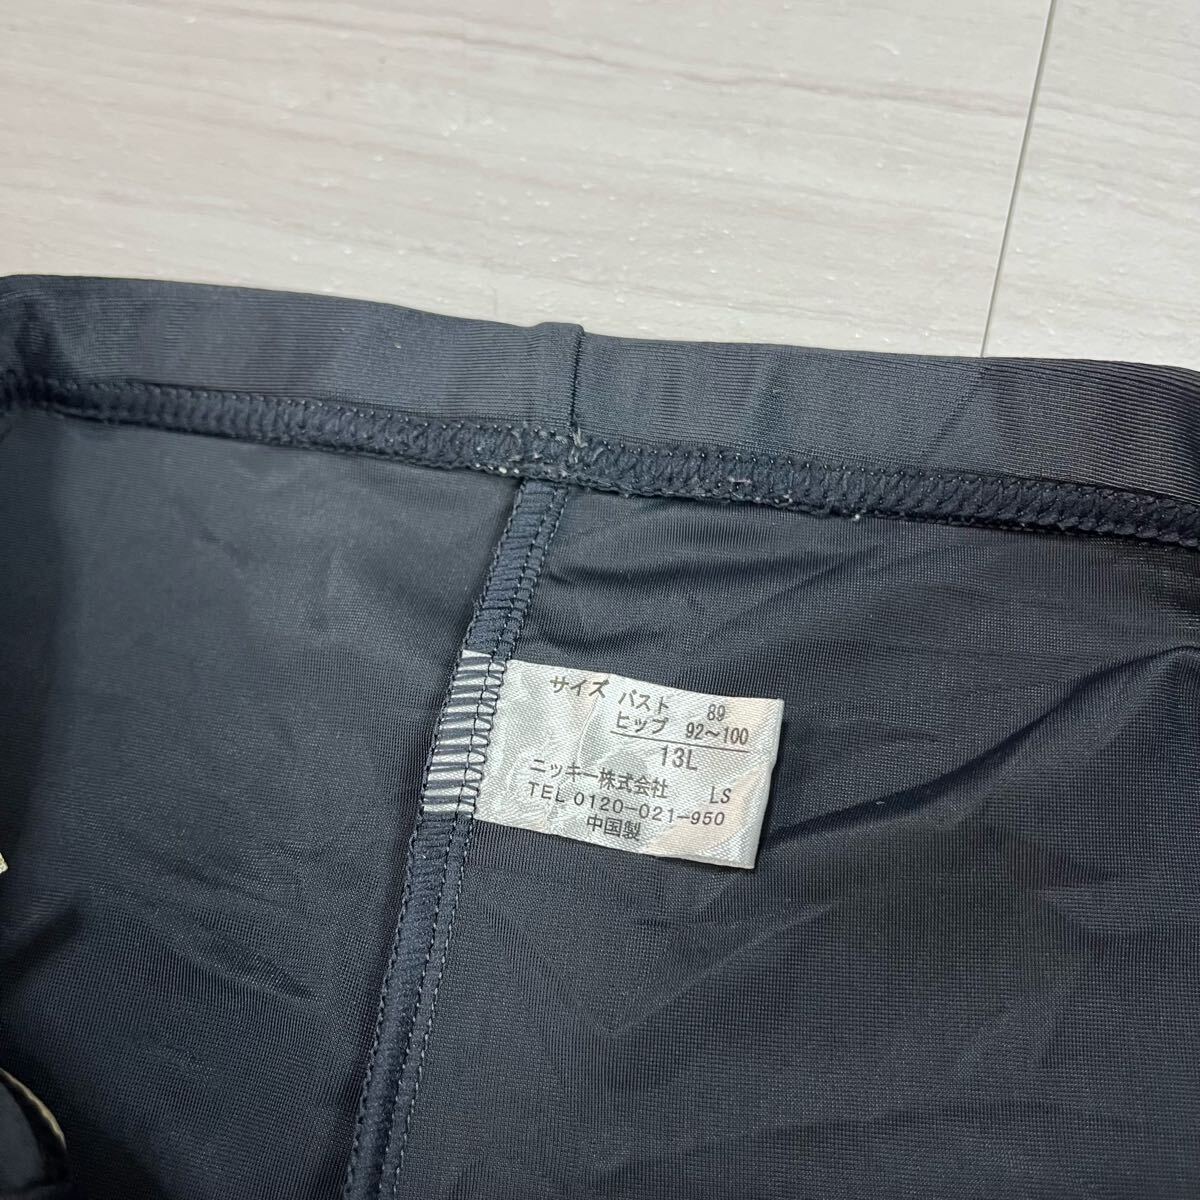 サイズ バスト 89
ヒップ 92～100
13L
ニッキー株式会社 LS
TEL 0120-021-950
中国製